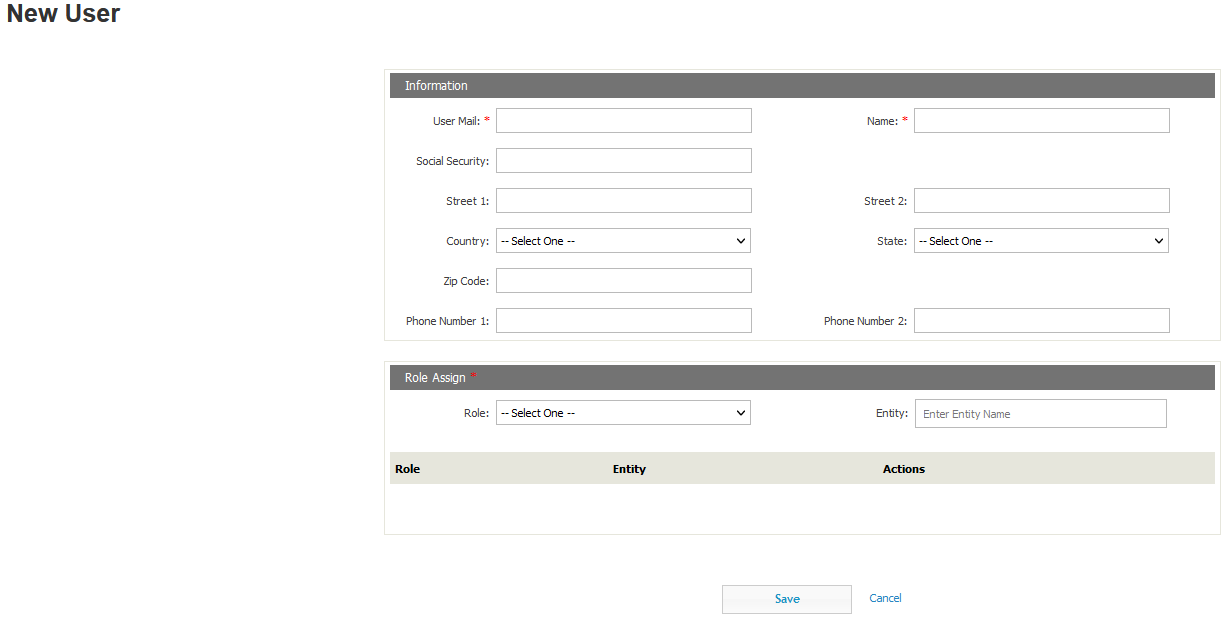 New User
Information
User Mail: * Name: *
Social Security:
Street 1: Street 2:
Country: -- Select One -- State: -- Select One --
Zip Code:
Phone Number 1: Phone Number 2:
Role Assign *
Role: -- Select One -- Entity: Enter Entity Name
Role Entity Actions
Save Cancel